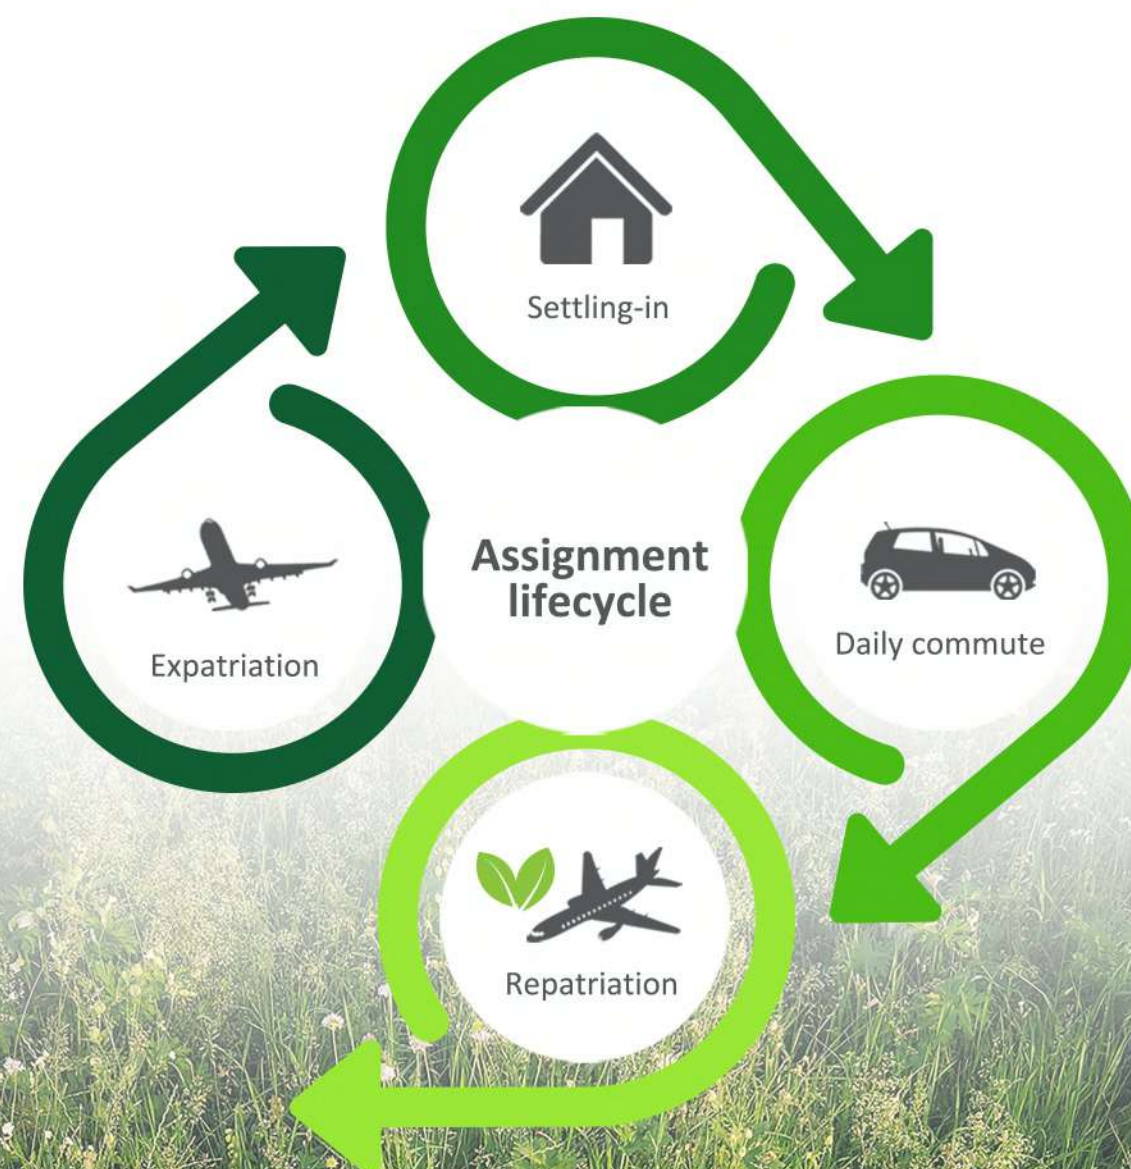 Settling-in
Assignment
lifecycle
Daily commute
Expatriation
Repatriation